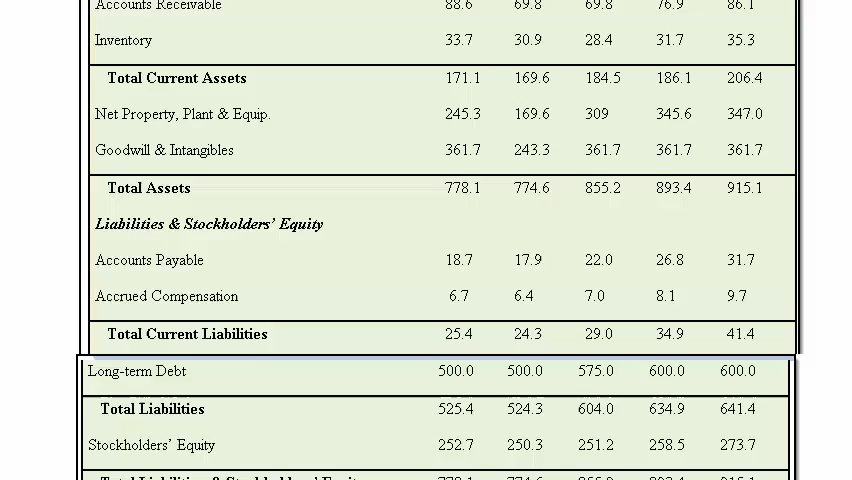 Accounts Receivable 88.6 69.8 69.8 76.9 86.1
Inventory 33.7 30.9 28.4 31.7 35.3
Total Current Assets 171.1 169.6 184.5 186.1 206.4
Net Property, Plant & Equip. 245.3 169.6 309 345.6 347.0
Goodwill & Intangibles 361.7 243.3 361.7 361.7 361.7
Total Assets 778.1 774.6 855.2 893.4 915.1
Liabilities & Stockholders’ Equity
Accounts Payable 18.7 17.9 22.0 26.8 31.7
Accrued Compensation 6.7 6.4 7.0 8.1 9.7
Total Current Liabilities 25.4 24.3 29.0 34.9 41.4
Long-term Debt 500.0 500.0 575.0 600.0 600.0
Total Liabilities 525.4 524.3 604.0 634.9 641.4
Stockholders’ Equity 252.7 250.3 251.2 258.5 273.7
Total Liabilities & Stockholders’ Equity